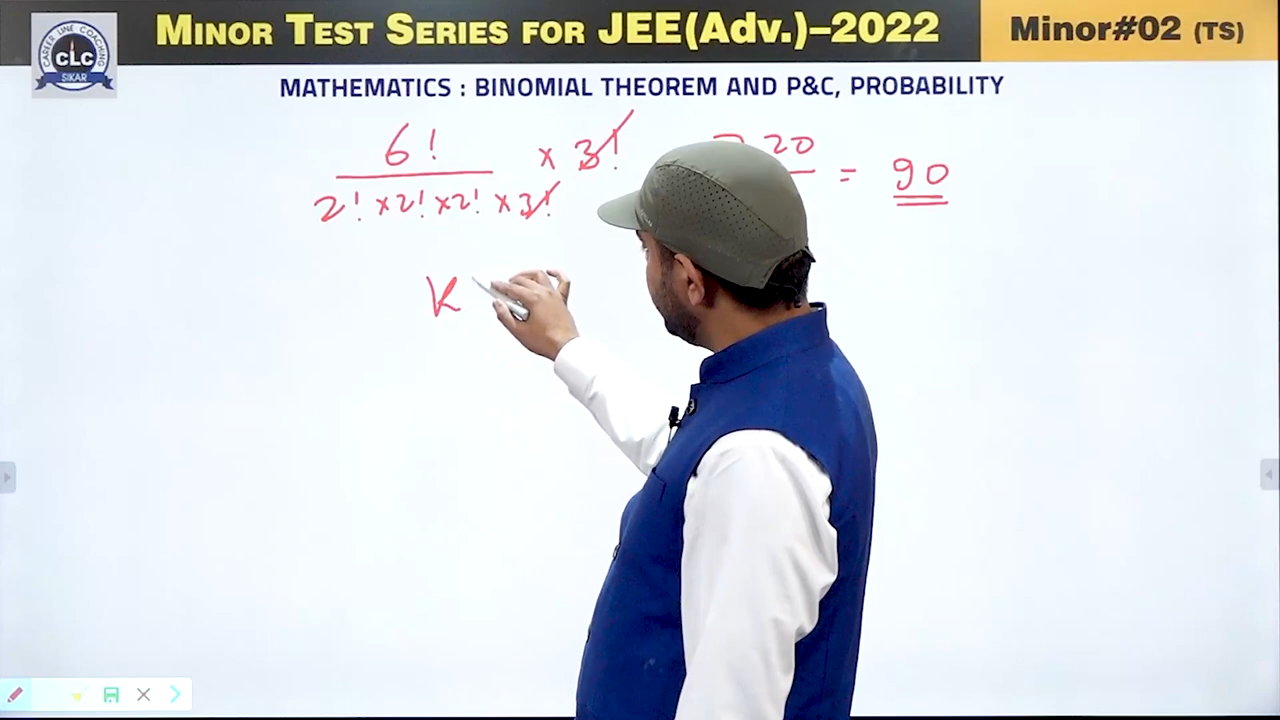 MINOR TEST SERIES FOR JEE(Adv.)–2022
Minor#02 (TS)
CAREER LINE COACHING
CLC
SIKAR
MATHEMATICS : BINOMIAL THEOREM AND P&C, PROBABILITY
6! × 3! 20 = 90
2! × 2! × 2! × 3!
K